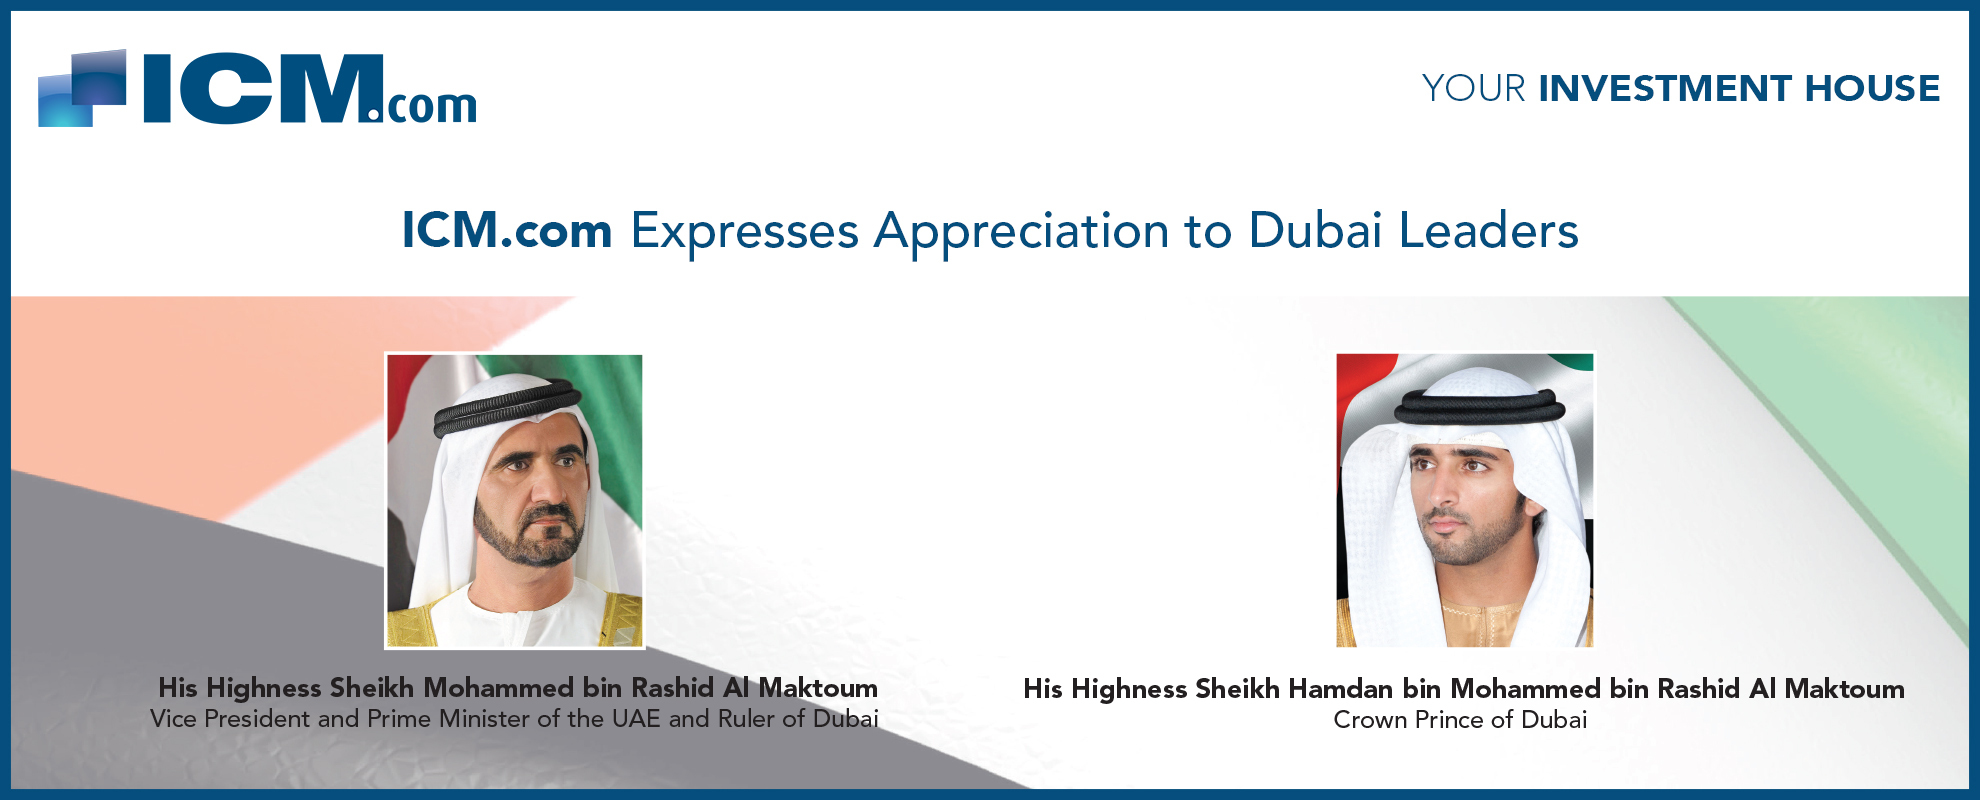 ICM.com
YOUR INVESTMENT HOUSE
ICM.com Expresses Appreciation to Dubai Leaders
His Highness Sheikh Mohammed bin Rashid Al Maktoum
Vice President and Prime Minister of the UAE and Ruler of Dubai
His Highness Sheikh Hamdan bin Mohammed bin Rashid Al Maktoum
Crown Prince of Dubai